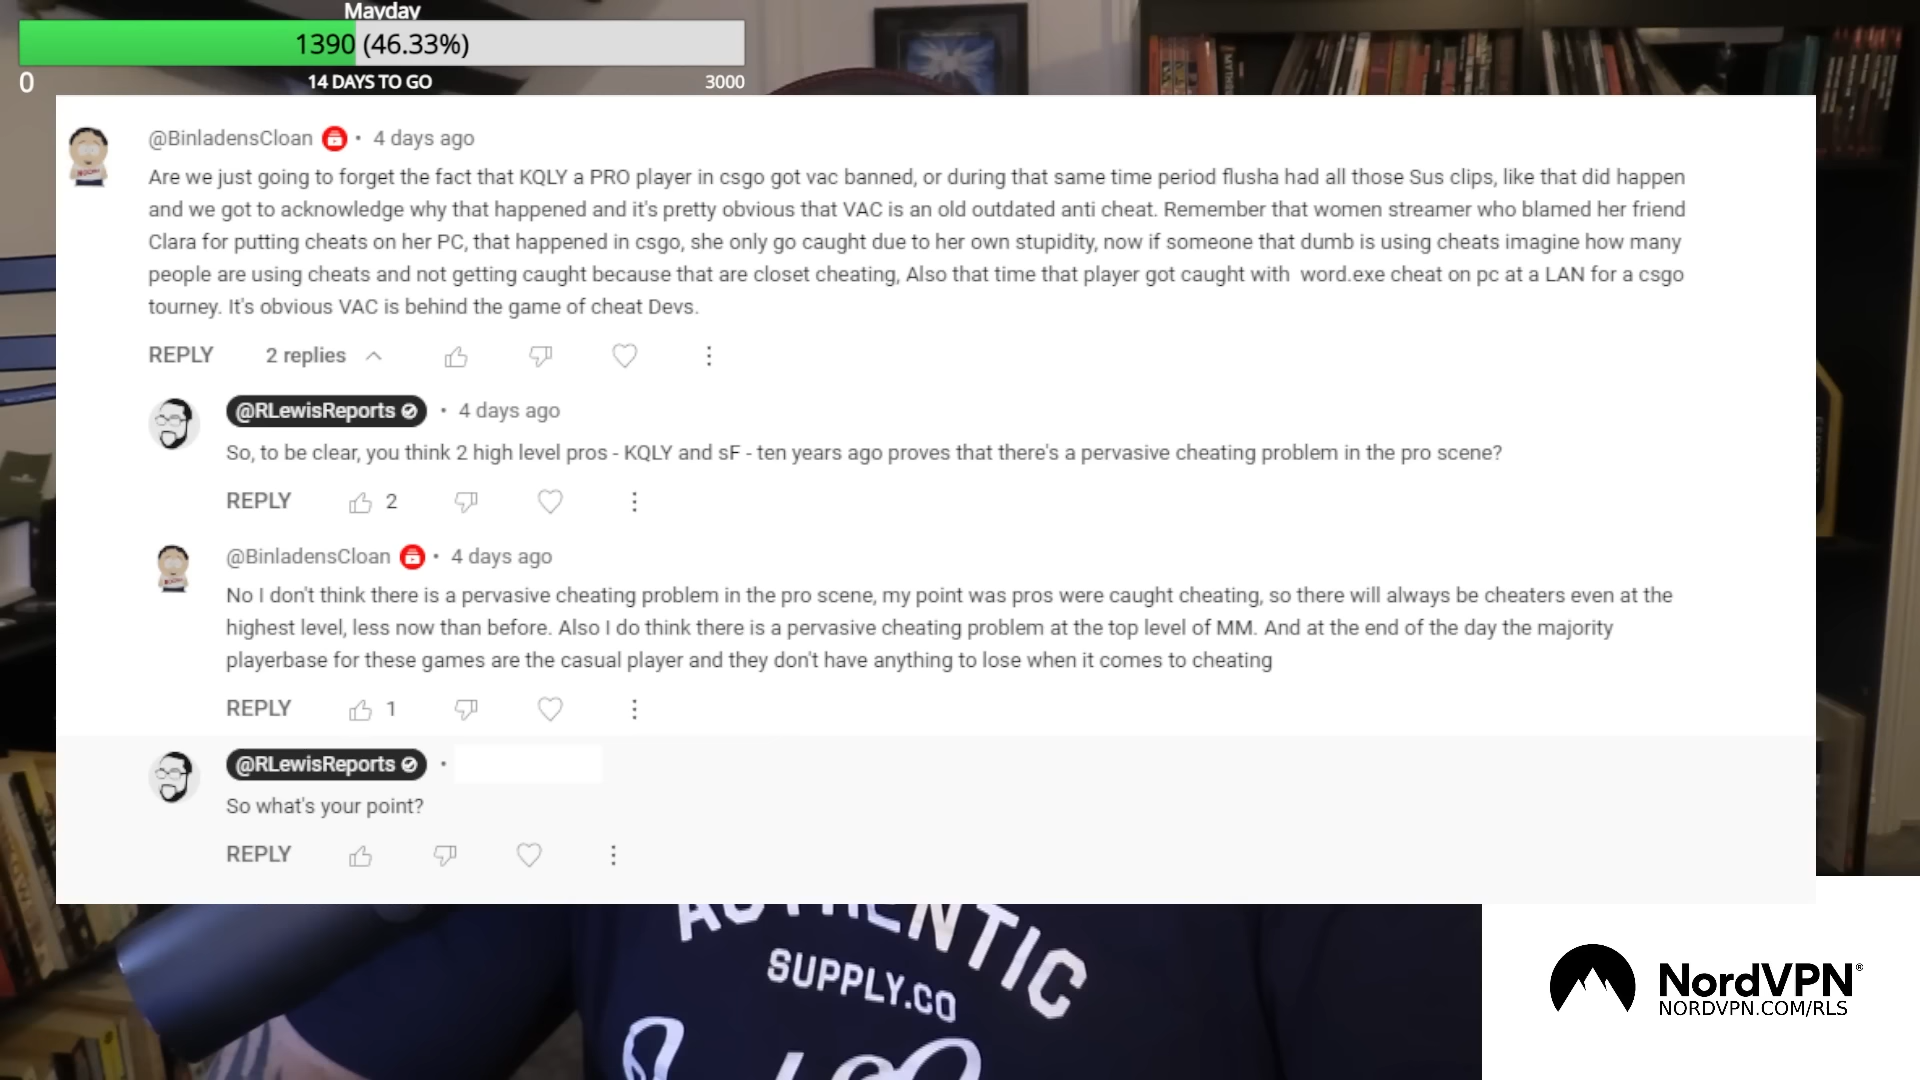 Mayday
1390 (46.33%)
0
14 DAYS TO GO
3000
@BinladensCloan • 4 days ago
Are we just going to forget the fact that KQLY a PRO player in csgo got vac banned, or during that same time period flusha had all those Sus clips, like that did happen
and we got to acknowledge why that happened and it's pretty obvious that VAC is an old outdated anti cheat. Remember that women streamer who blamed her friend
Clara for putting cheats on her PC, that happened in csgo, she only go caught due to her own stupidity, now if someone that dumb is using cheats imagine how many
people are using cheats and not getting caught because that are closet cheating, Also that time that player got caught with word.exe cheat on pc at a LAN for a csgo
tourney. It's obvious VAC is behind the game of cheat Devs.
REPLY 2 replies
@RLewisReports • 4 days ago
So, to be clear, you think 2 high level pros - KQLY and sF - ten years ago proves that there's a pervasive cheating problem in the pro scene?
REPLY 2
@BinladensCloan • 4 days ago
No I don't think there is a pervasive cheating problem in the pro scene, my point was pros were caught cheating, so there will always be cheaters even at the
highest level, less now than before. Also I do think there is a pervasive cheating problem at the top level of MM. And at the end of the day the majority
playerbase for these games are the casual player and they don't have anything to lose when it comes to cheating
REPLY 1
@RLewisReports •
So what's your point?
REPLY
AUTHENTIC
SUPPLY.CO
NordVPN®
NORDVPN.COM/RLS